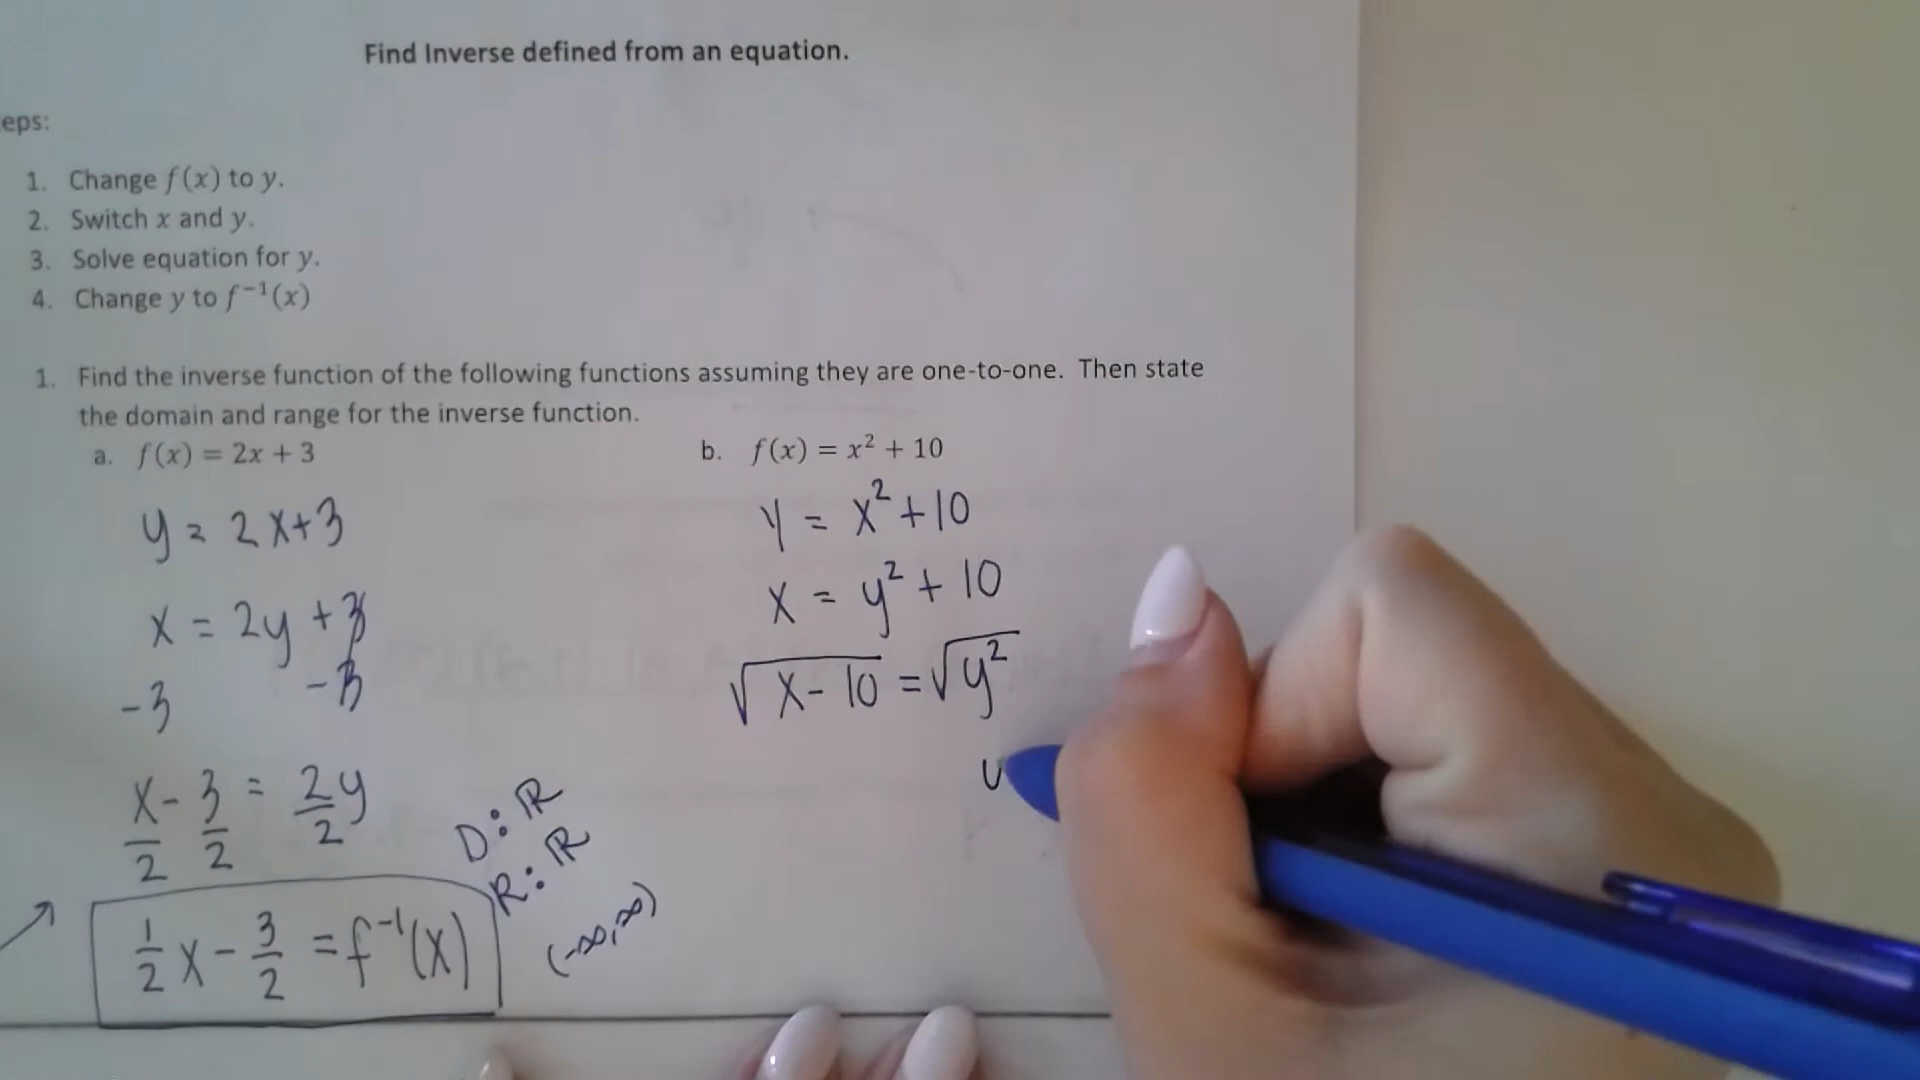 Find Inverse defined from an equation.
eps:
1. Change f(x) to y.
2. Switch x and y.
3. Solve equation for y.
4. Change y to f⁻¹(x)
1. Find the inverse function of the following functions assuming they are one-to-one. Then state
the domain and range for the inverse function.
a. f(x) = 2x + 3
y = 2x+3
x = 2y + 3
-3 -3
x/2 - 3/2 = 2y/2
1/2 x - 3/2 = f⁻¹(x)
D: ℝ
R: ℝ
(-∞,∞)
b. f(x) = x² + 10
y = x² + 10
x = y² + 10
√(x - 10) = √(y²)